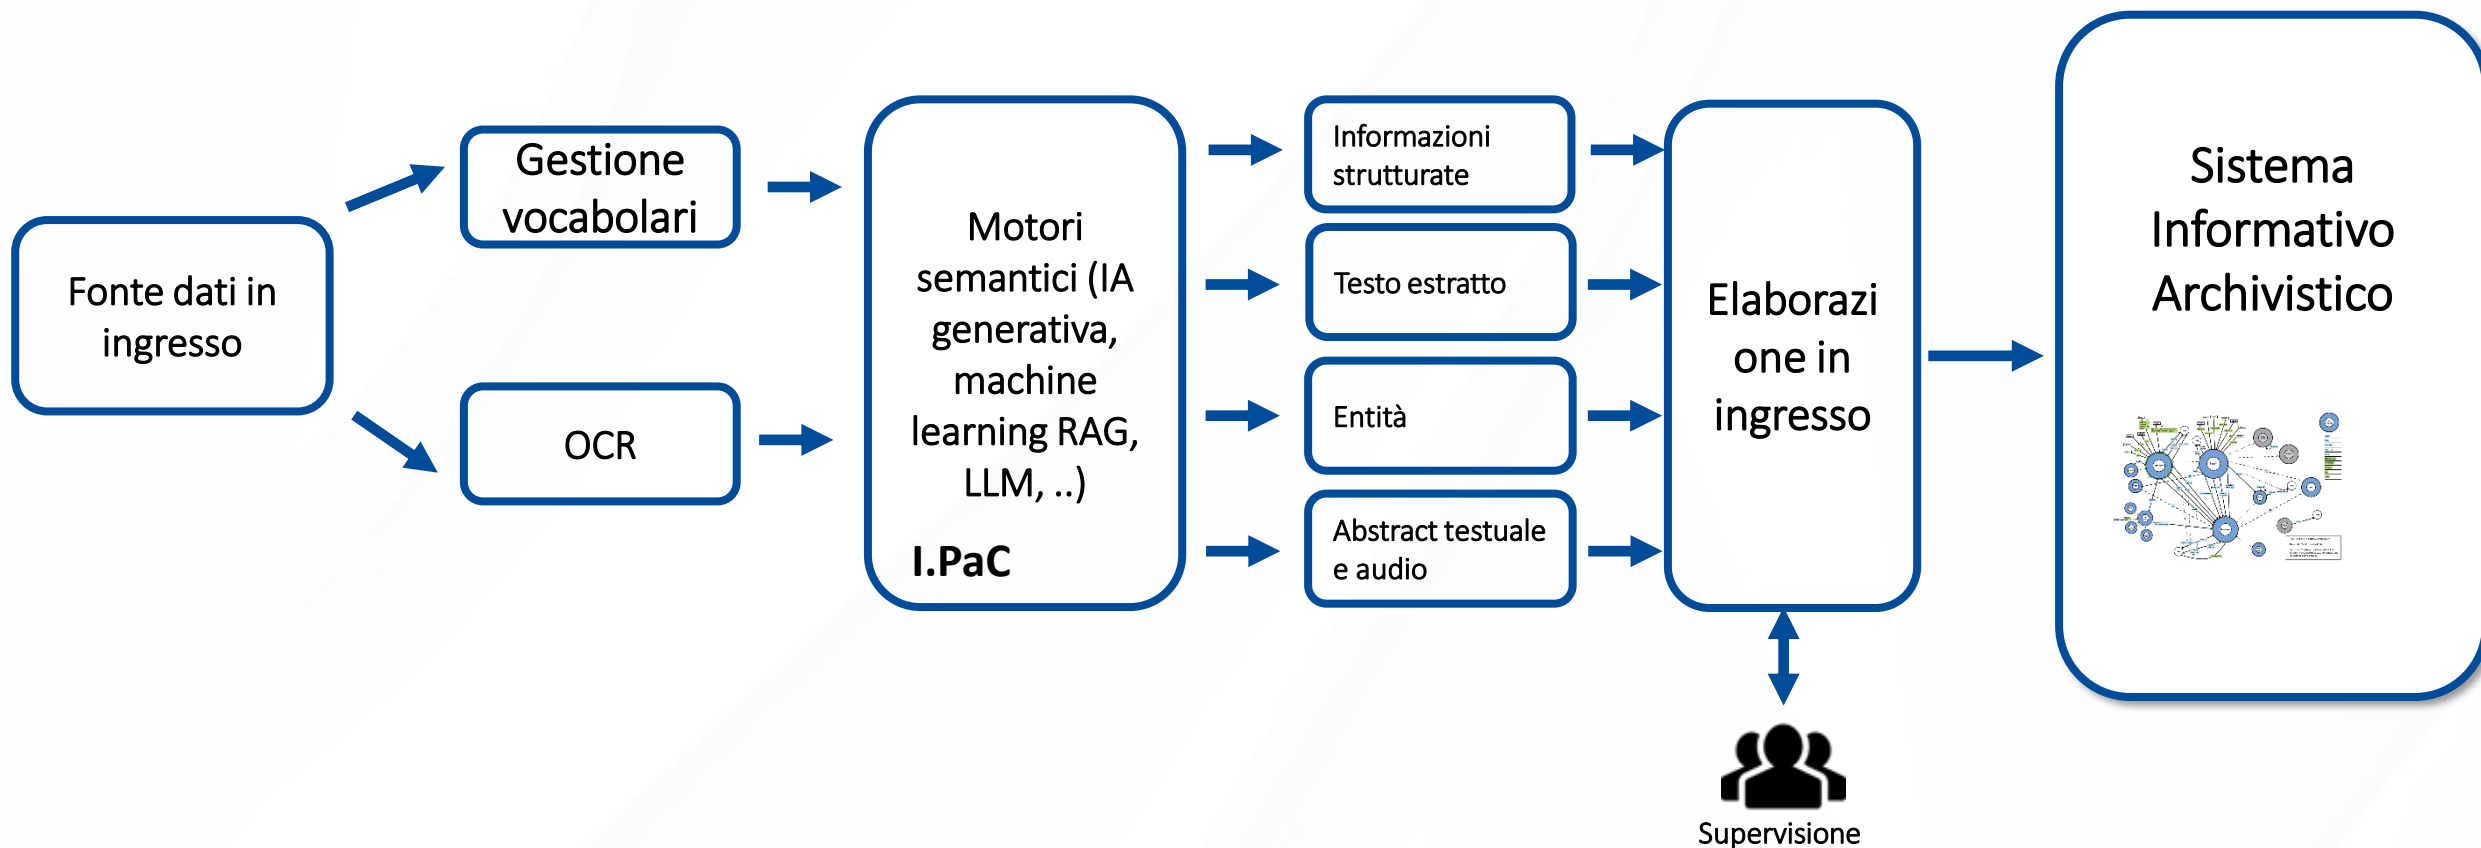 Fonte dati in
ingresso
Gestione
vocabolari
OCR
Motori
semantici (IA
generativa,
machine
learning RAG,
LLM, ..)
I.PaC
Informazioni
strutturate
Testo estratto
Entità
Abstract testuale
e audio
Elaborazi
one in
ingresso
Supervisione
Sistema
Informativo
Archivistico